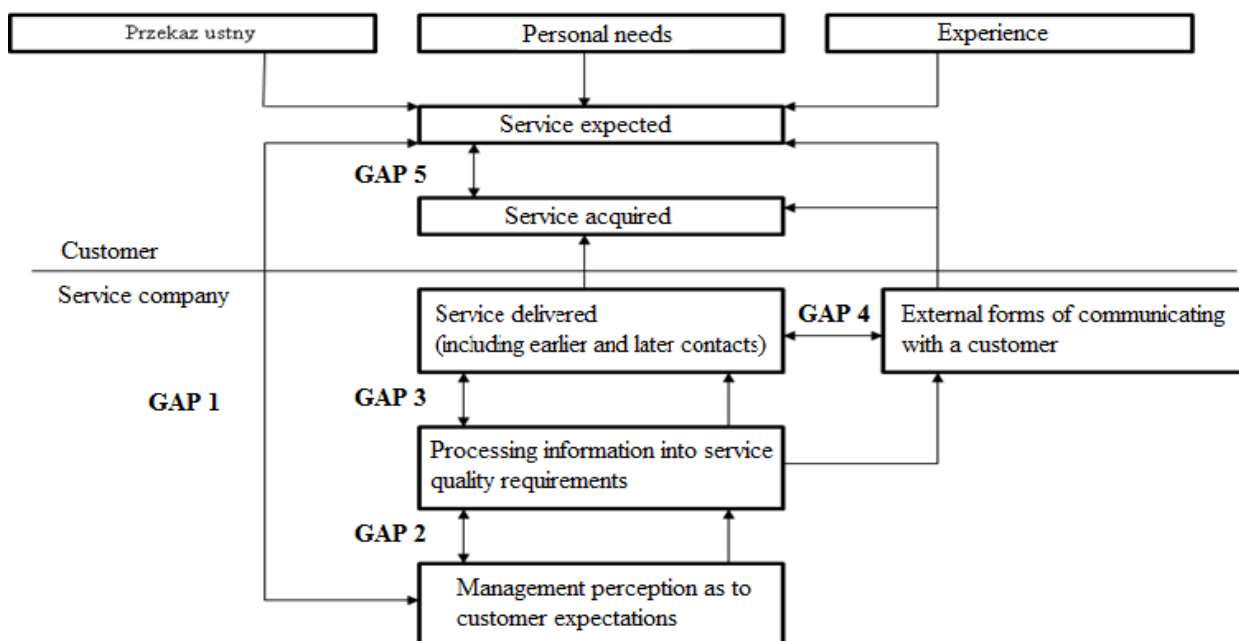 Przekaz ustny
Personal needs
Experience
Service expected
GAP 5
Service acquired
Customer
Service company
Service delivered
(including earlier and later contacts)
GAP 4
External forms of communicating
with a customer
GAP 1
GAP 3
Processing information into service
quality requirements
GAP 2
Management perception as to
customer expectations